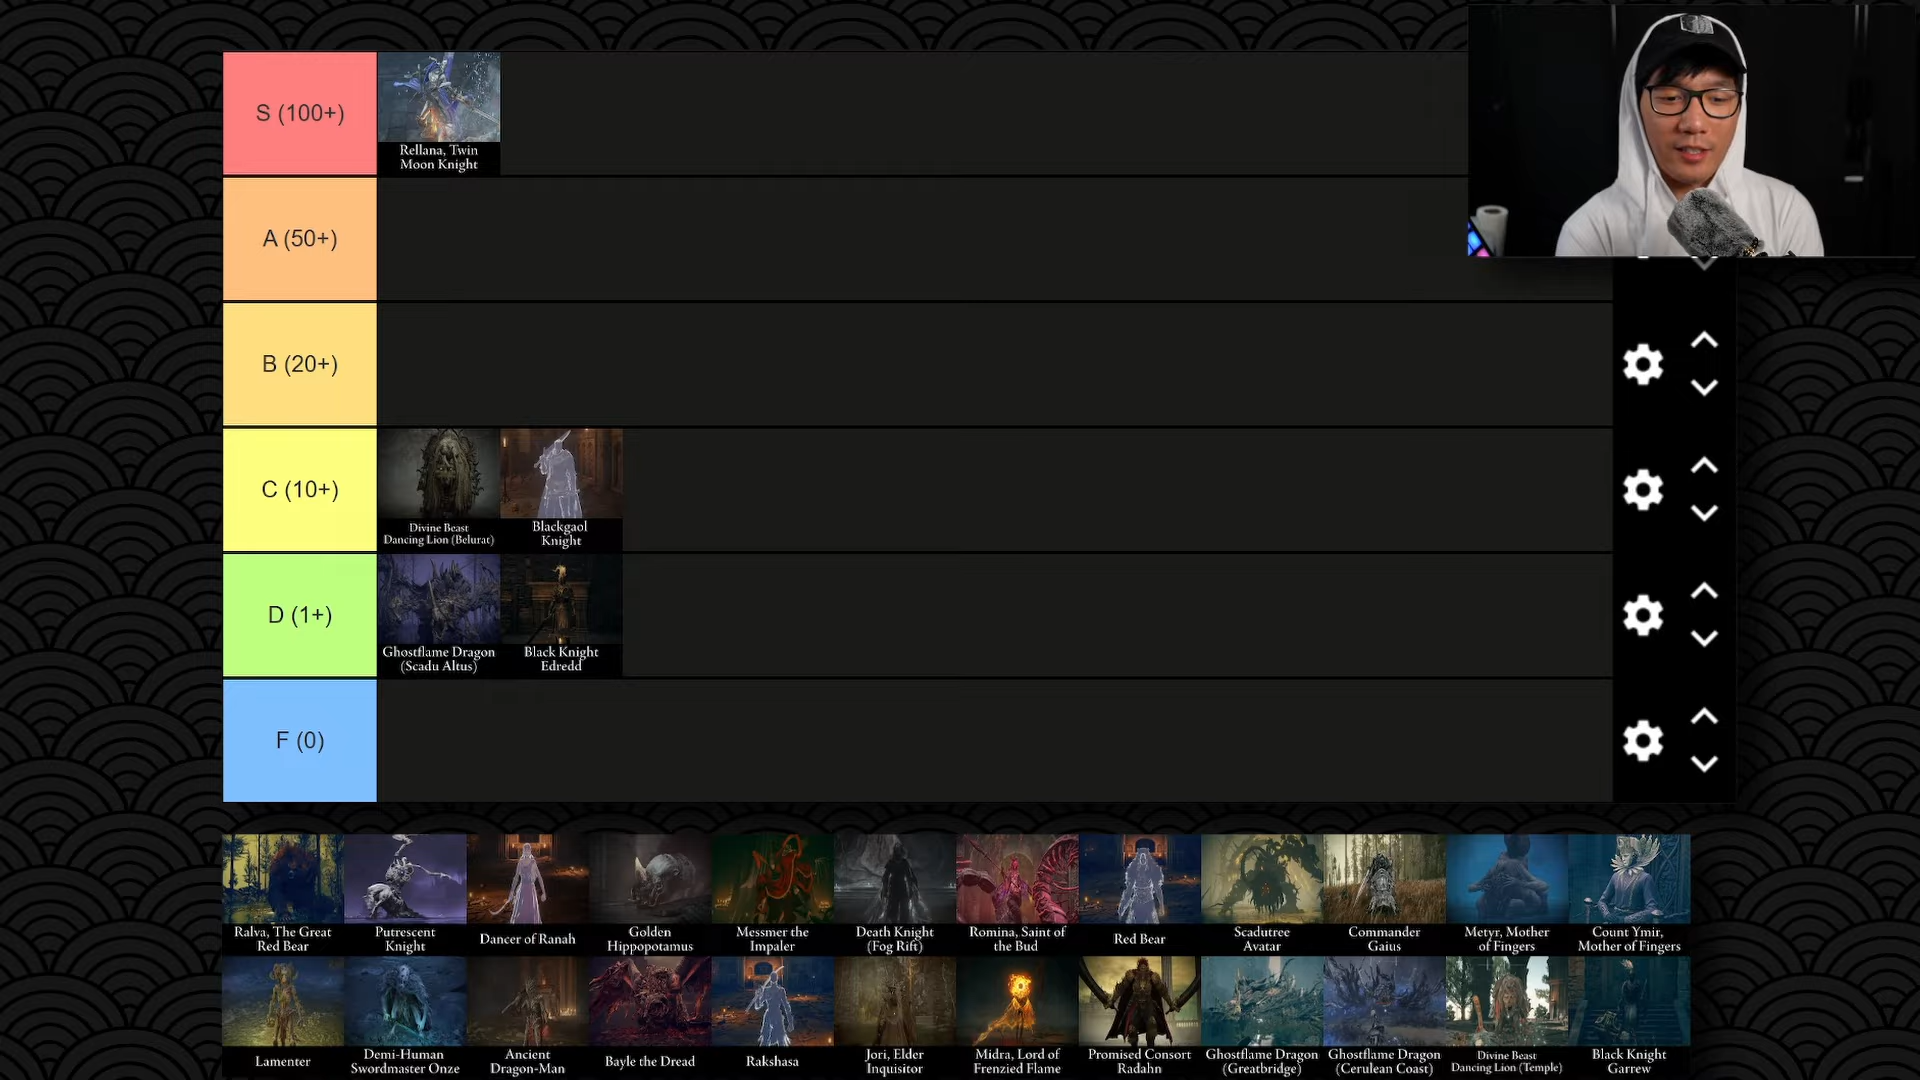 S (100+)
Rellana, Twin
Moon Knight
A (50+)
B (20+)
C (10+)
Divine Beast
Dancing Lion (Belurat)
Blackgaol
Knight
D (1+)
Ghostflame Dragon
(Scadu Altus)
Black Knight
Edredd
F (0)
Ralva, The Great
Red Bear
Putrescent
Knight
Dancer of Ranah
Golden
Hippopotamus
Messmer the
Impaler
Death Knight
(Fog Rift)
Romina, Saint of
the Bud
Red Bear
Scadutree
Avatar
Commander
Gaius
Metyr, Mother
of Fingers
Count Ymir,
Mother of Fingers
Lamenter
Demi-Human
Swordmaster Onze
Ancient
Dragon-Man
Bayle the Dread
Rakshasa
Jori, Elder
Inquisitor
Midra, Lord of
Frenzied Flame
Promised Consort
Radahn
Ghostflame Dragon
(Greatbridge)
Ghostflame Dragon
(Cerulean Coast)
Divine Beast
Dancing Lion (Temple)
Black Knight
Garrew